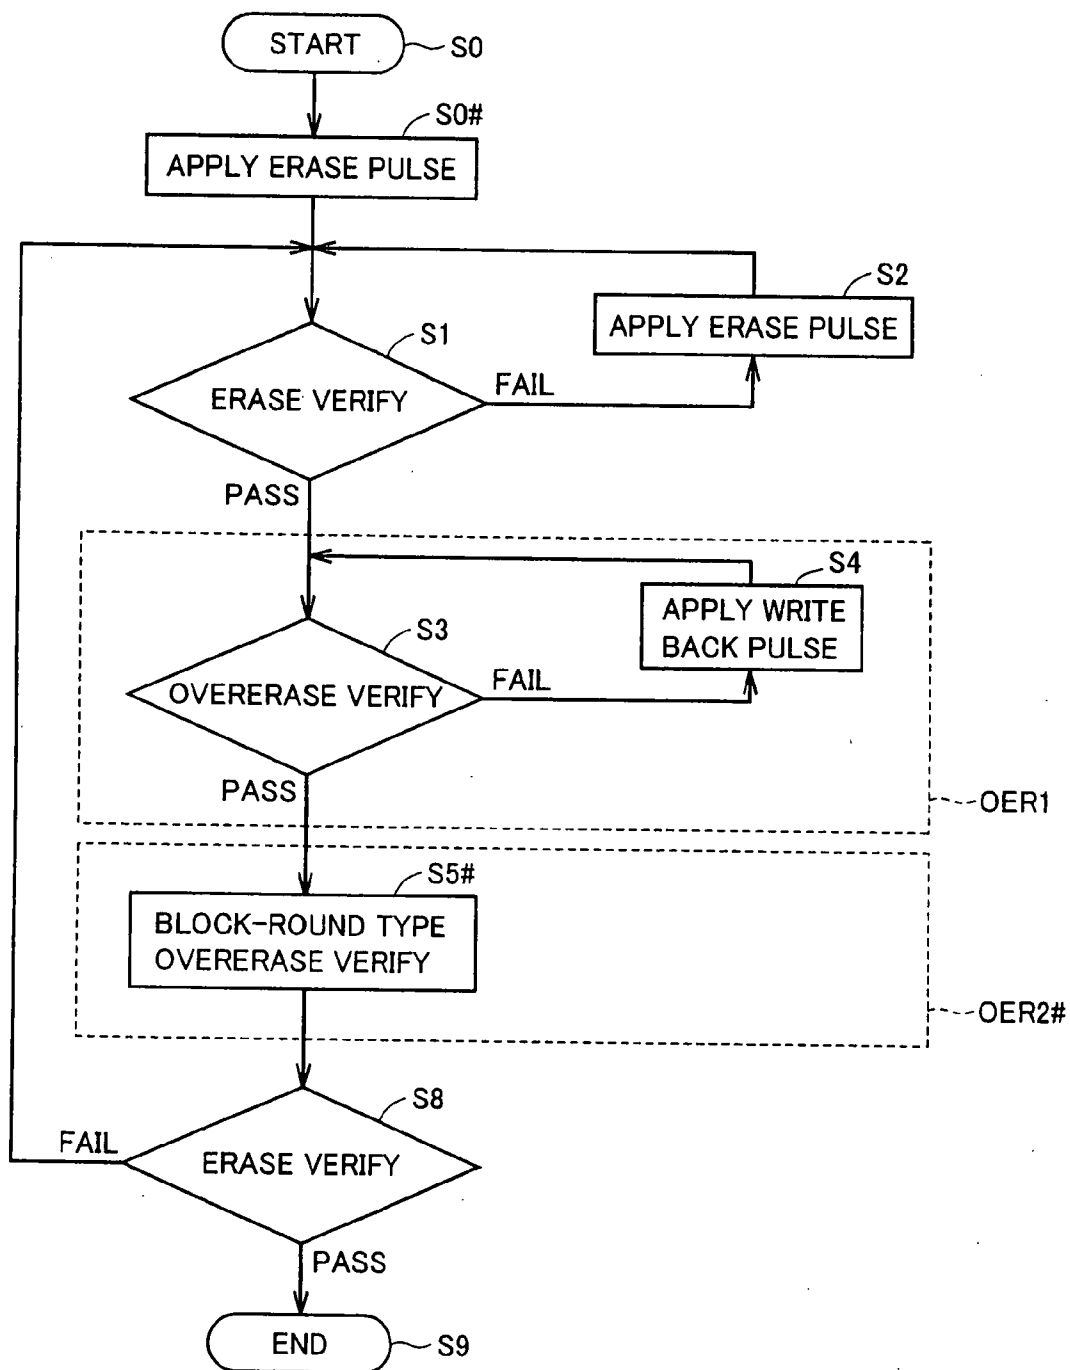 START
S0
S0#
APPLY ERASE PULSE
S2
APPLY ERASE PULSE
S1
ERASE VERIFY
FAIL
PASS
S4
APPLY WRITE
BACK PULSE
S3
OVERERASE VERIFY
FAIL
PASS
OER1
S5#
BLOCK-ROUND TYPE
OVERERASE VERIFY
OER2#
S8
FAIL
ERASE VERIFY
PASS
END
S9